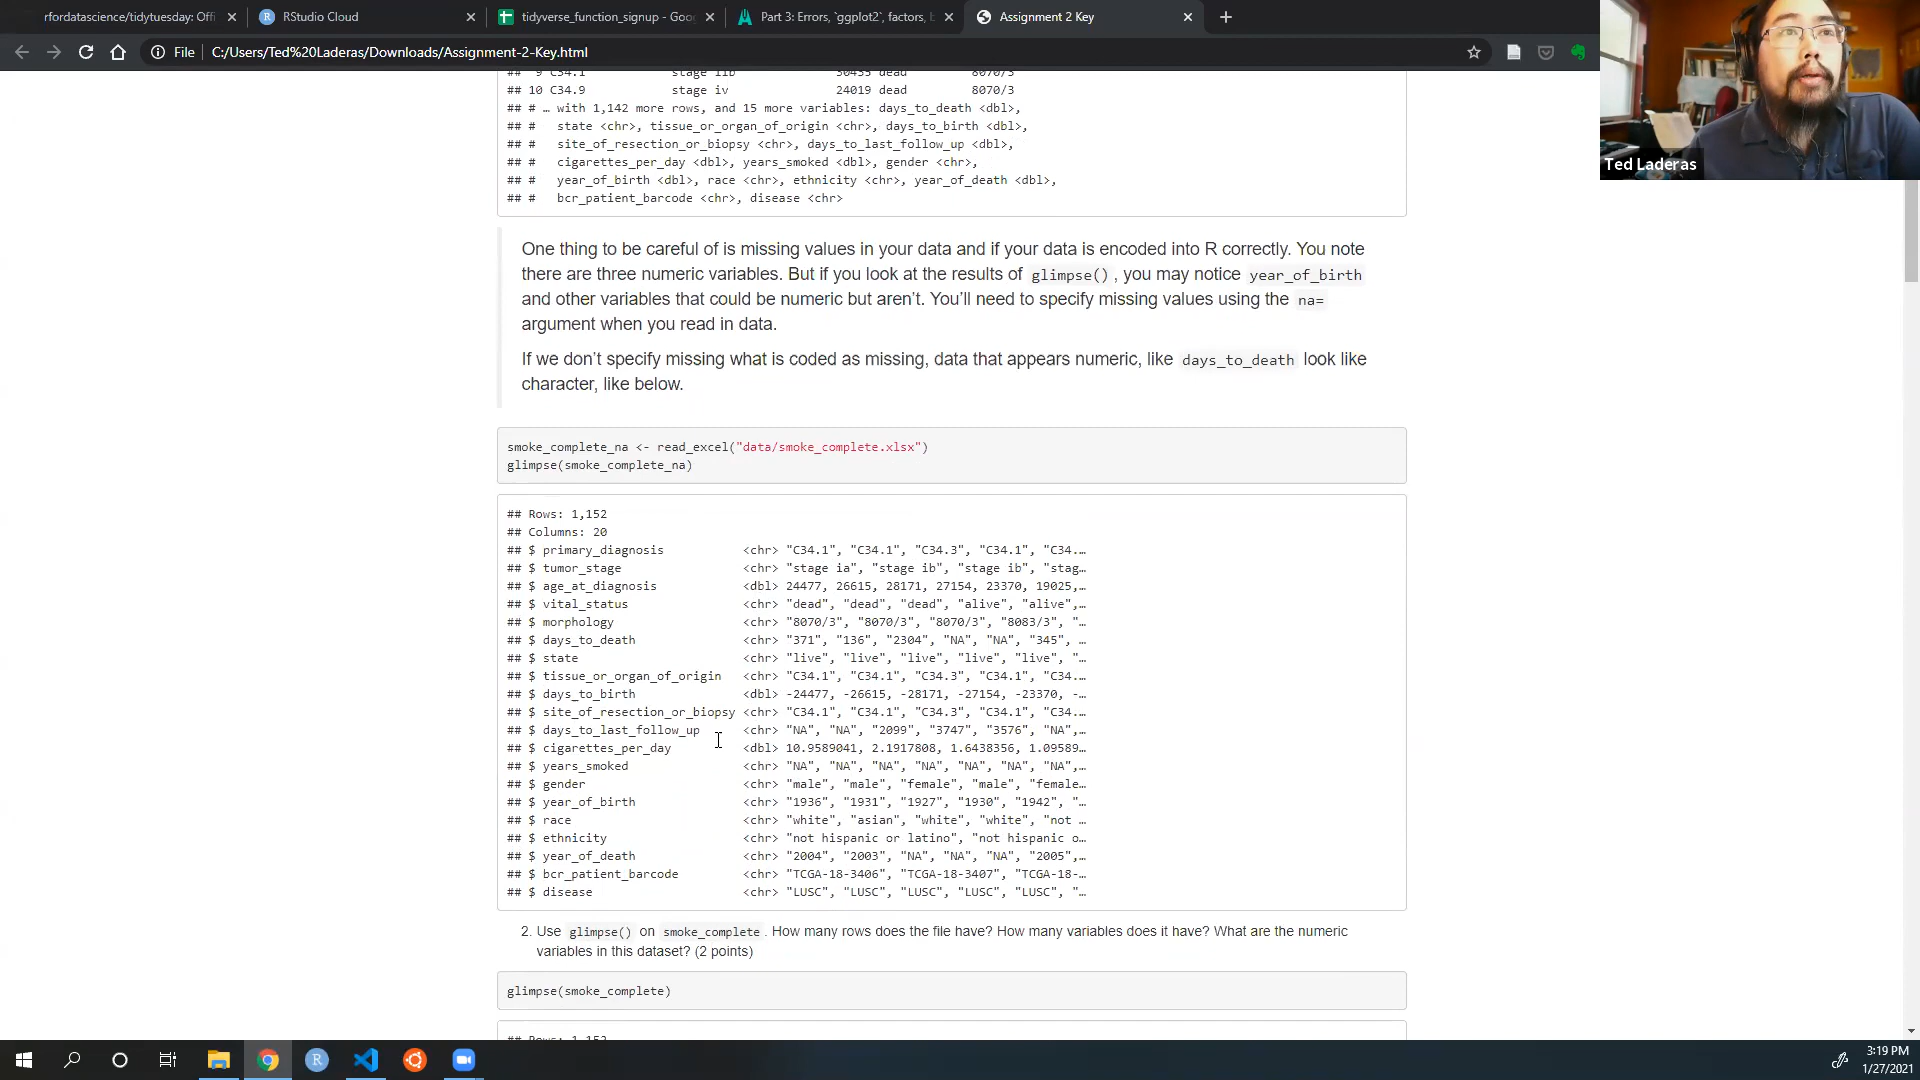 rfordatascience/tidytuesday: Offi
RStudio Cloud
tidyverse_function_signup - Goog
Part 3: Errors, `ggplot2`, factors, b
Assignment 2 Key
File C:/Users/Ted%20Laderas/Downloads/Assignment-2-Key.html
Ted Laderas
## 9 C34.1 stage iib 30435 dead 8070/3
## 10 C34.9 stage iv 24019 dead 8070/3
## # … with 1,142 more rows, and 15 more variables: days_to_death <dbl>,
## # state <chr>, tissue_or_organ_of_origin <chr>, days_to_birth <dbl>,
## # site_of_resection_or_biopsy <chr>, days_to_last_follow_up <dbl>,
## # cigarettes_per_day <dbl>, years_smoked <dbl>, gender <chr>,
## # year_of_birth <dbl>, race <chr>, ethnicity <chr>, year_of_death <dbl>,
## # bcr_patient_barcode <chr>, disease <chr>
One thing to be careful of is missing values in your data and if your data is encoded into R correctly. You note
there are three numeric variables. But if you look at the results of glimpse() , you may notice year_of_birth
and other variables that could be numeric but aren't. You'll need to specify missing values using the na=
argument when you read in data.
If we don't specify missing what is coded as missing, data that appears numeric, like days_to_death look like
character, like below.
smoke_complete_na <- read_excel("data/smoke_complete.xlsx")
glimpse(smoke_complete_na)
## Rows: 1,152
## Columns: 20
## $ primary_diagnosis <chr> "C34.1", "C34.1", "C34.3", "C34.1", "C34.…
## $ tumor_stage <chr> "stage ia", "stage ib", "stage ib", "stag…
## $ age_at_diagnosis <dbl> 24477, 26615, 28171, 27154, 23370, 19025,…
## $ vital_status <chr> "dead", "dead", "dead", "alive", "alive",…
## $ morphology <chr> "8070/3", "8070/3", "8070/3", "8083/3", "…
## $ days_to_death <chr> "371", "136", "2304", "NA", "NA", "345", …
## $ state <chr> "live", "live", "live", "live", "live", "…
## $ tissue_or_organ_of_origin <chr> "C34.1", "C34.1", "C34.3", "C34.1", "C34.…
## $ days_to_birth <dbl> -24477, -26615, -28171, -27154, -23370, -…
## $ site_of_resection_or_biopsy <chr> "C34.1", "C34.1", "C34.3", "C34.1", "C34.…
## $ days_to_last_follow_up <chr> "NA", "NA", "2099", "3747", "3576", "NA",…
## $ cigarettes_per_day <dbl> 10.9589041, 2.1917808, 1.6438356, 1.09589…
## $ years_smoked <chr> "NA", "NA", "NA", "NA", "NA", "NA", "NA",…
## $ gender <chr> "male", "male", "female", "male", "female…
## $ year_of_birth <chr> "1936", "1931", "1927", "1930", "1942", "…
## $ race <chr> "white", "asian", "white", "white", "not …
## $ ethnicity <chr> "not hispanic or latino", "not hispanic o…
## $ year_of_death <chr> "2004", "2003", "NA", "NA", "NA", "2005",…
## $ bcr_patient_barcode <chr> "TCGA-18-3406", "TCGA-18-3407", "TCGA-18-…
## $ disease <chr> "LUSC", "LUSC", "LUSC", "LUSC", "LUSC", "…
2. Use glimpse() on smoke_complete . How many rows does the file have? How many variables does it have? What are the numeric
variables in this dataset? (2 points)
glimpse(smoke_complete)
## Rows: 1,152
3:19 PM
1/27/2021